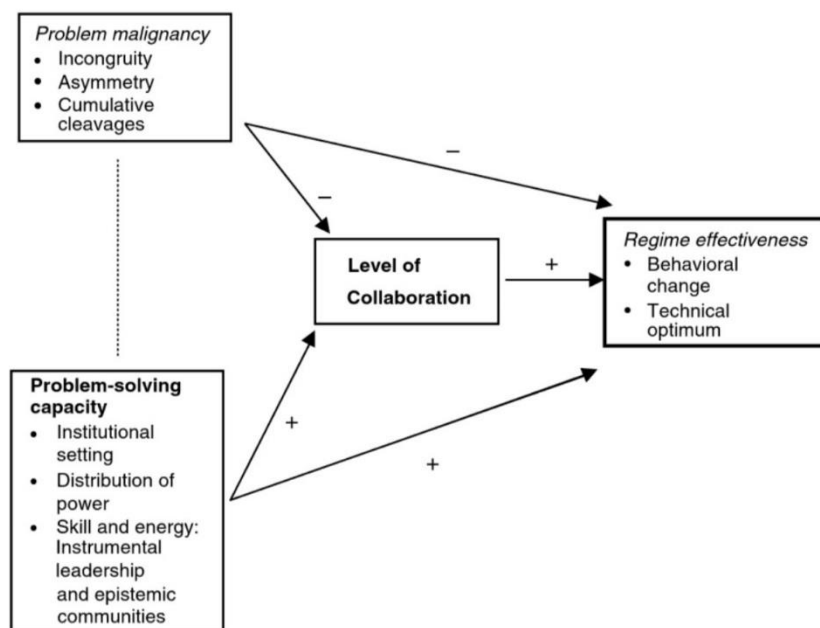 Problem malignancy
• Incongruity
• Asymmetry
• Cumulative
cleavages
–
–
Level of
Collaboration
+
Regime effectiveness
• Behavioral
change
• Technical
optimum
Problem-solving
capacity
• Institutional
setting
• Distribution of
power
• Skill and energy:
Instrumental
leadership
and epistemic
communities
+
+